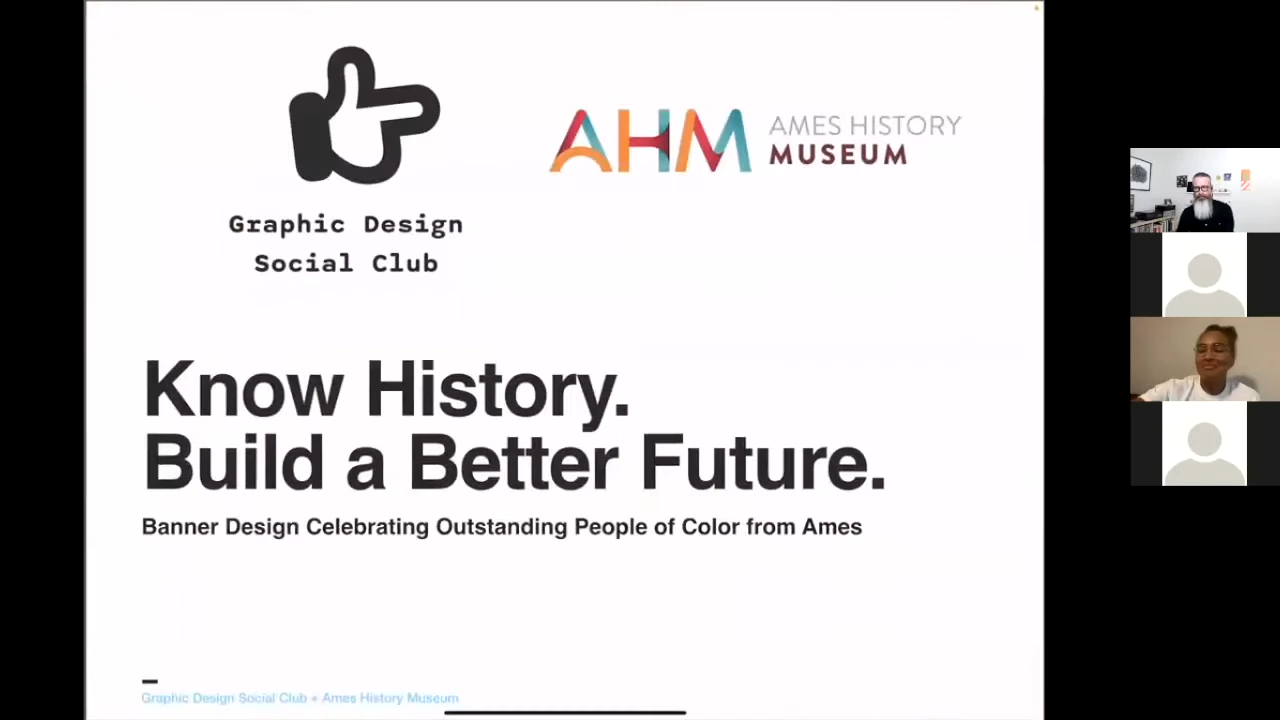 Graphic Design
Social Club
AHM
AMES HISTORY
MUSEUM
Know History.
Build a Better Future.
Banner Design Celebrating Outstanding People of Color from Ames
Graphic Design Social Club + Ames History Museum